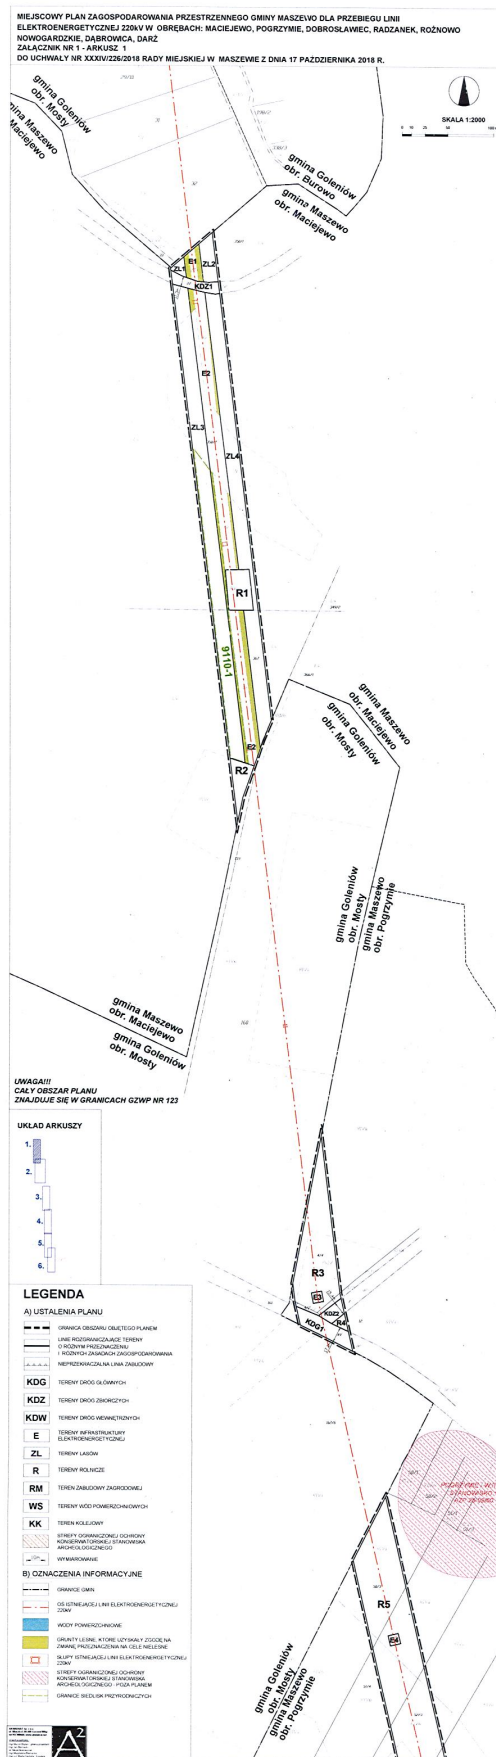 MIEJSCOWY PLAN ZAGOSPODAROWANIA PRZESTRZENNEGO GMINY MASZEWO DLA PRZEBIEGU LINII
ELEKTROENERGETYCZNEJ 220kV W OBRĘBACH: MACIEJEWO, POGRZYMIE, DOBROSŁAWIEC, RADZANEK, ROŻNOWO
NOWOGARDZKIE, DĄBROWICA, DARŻ
ZAŁĄCZNIK NR 1 - ARKUSZ 1
DO UCHWAŁY NR XXXIV/226/2018 RADY MIEJSKIEJ W MASZEWIE Z DNIA 17 PAŹDZIERNIKA 2018 R.
SKALA 1:2000
gmina Goleniów
obr. Mosty
gmina Maszewo
obr. Maciejewo
gmina Goleniów
obr. Burowo
gmina Maszewo
obr. Maciejewo
ZL1
E1
ZL2
KDZ1
E2
ZL3
ZL4
R1
9110-1
E2
R2
gmina Maszewo
obr. Maciejewo
gmina Goleniów
obr. Mosty
gmina Goleniów
obr. Mosty
gmina Maszewo
obr. Pogrzymie
gmina Maszewo
obr. Maciejewo
gmina Goleniów
obr. Mosty
UWAGA!!!
CAŁY OBSZAR PLANU
ZNAJDUJE SIĘ W GRANICACH GZWP NR 123
UKŁAD ARKUSZY
1.
2.
3.
4.
5.
6.
R3
E3
KDZ2
R4
KDG1
R5
E4
gmina Goleniów
obr. Mosty
gmina Maszewo
obr. Pogrzymie
LEGENDA
A) USTALENIA PLANU
GRANICA OBSZARU OBJĘTEGO PLANEM
LINIE ROZGRANICZAJĄCE TERENY
O RÓŻNYM PRZEZNACZENIU
I RÓŻNYCH ZASADACH ZAGOSPODAROWANIA
NIEPRZEKRACZALNA LINIA ZABUDOWY
KDG TERENY DRÓG GŁÓWNYCH
KDZ TERENY DRÓG ZBIORCZYCH
KDW TERENY DRÓG WEWNĘTRZNYCH
E TERENY INFRASTRUKTURY
ELEKTROENERGETYCZNEJ
ZL TERENY LASÓW
R TERENY ROLNICZE
RM TEREN ZABUDOWY ZAGRODOWEJ
WS TERENY WÓD POWIERZCHNIOWYCH
KK TEREN KOLEJOWY
STREFY OGRANICZONEJ OCHRONY
KONSERWATORSKIEJ STANOWISKA
ARCHEOLOGICZNEGO
WYMIAROWANIE
B) OZNACZENIA INFORMACYJNE
GRANICE GMIN
OŚ ISTNIEJĄCEJ LINII ELEKTROENERGETYCZNEJ
220kV
WODY POWIERZCHNIOWE
GRUNTY LEŚNE, KTÓRE UZYSKAŁY ZGODĘ NA
ZMIANĘ PRZEZNACZENIA NA CELE NIELEŚNE
SŁUPY ISTNIEJĄCEJ LINII ELEKTROENERGETYCZNEJ
220kV
STREFY OGRANICZONEJ OCHRONY
KONSERWATORSKIEJ STANOWISKA
ARCHEOLOGICZNEGO - POZA PLANEM
GRANICE SIEDLISK PRZYRODNICZYCH
A2